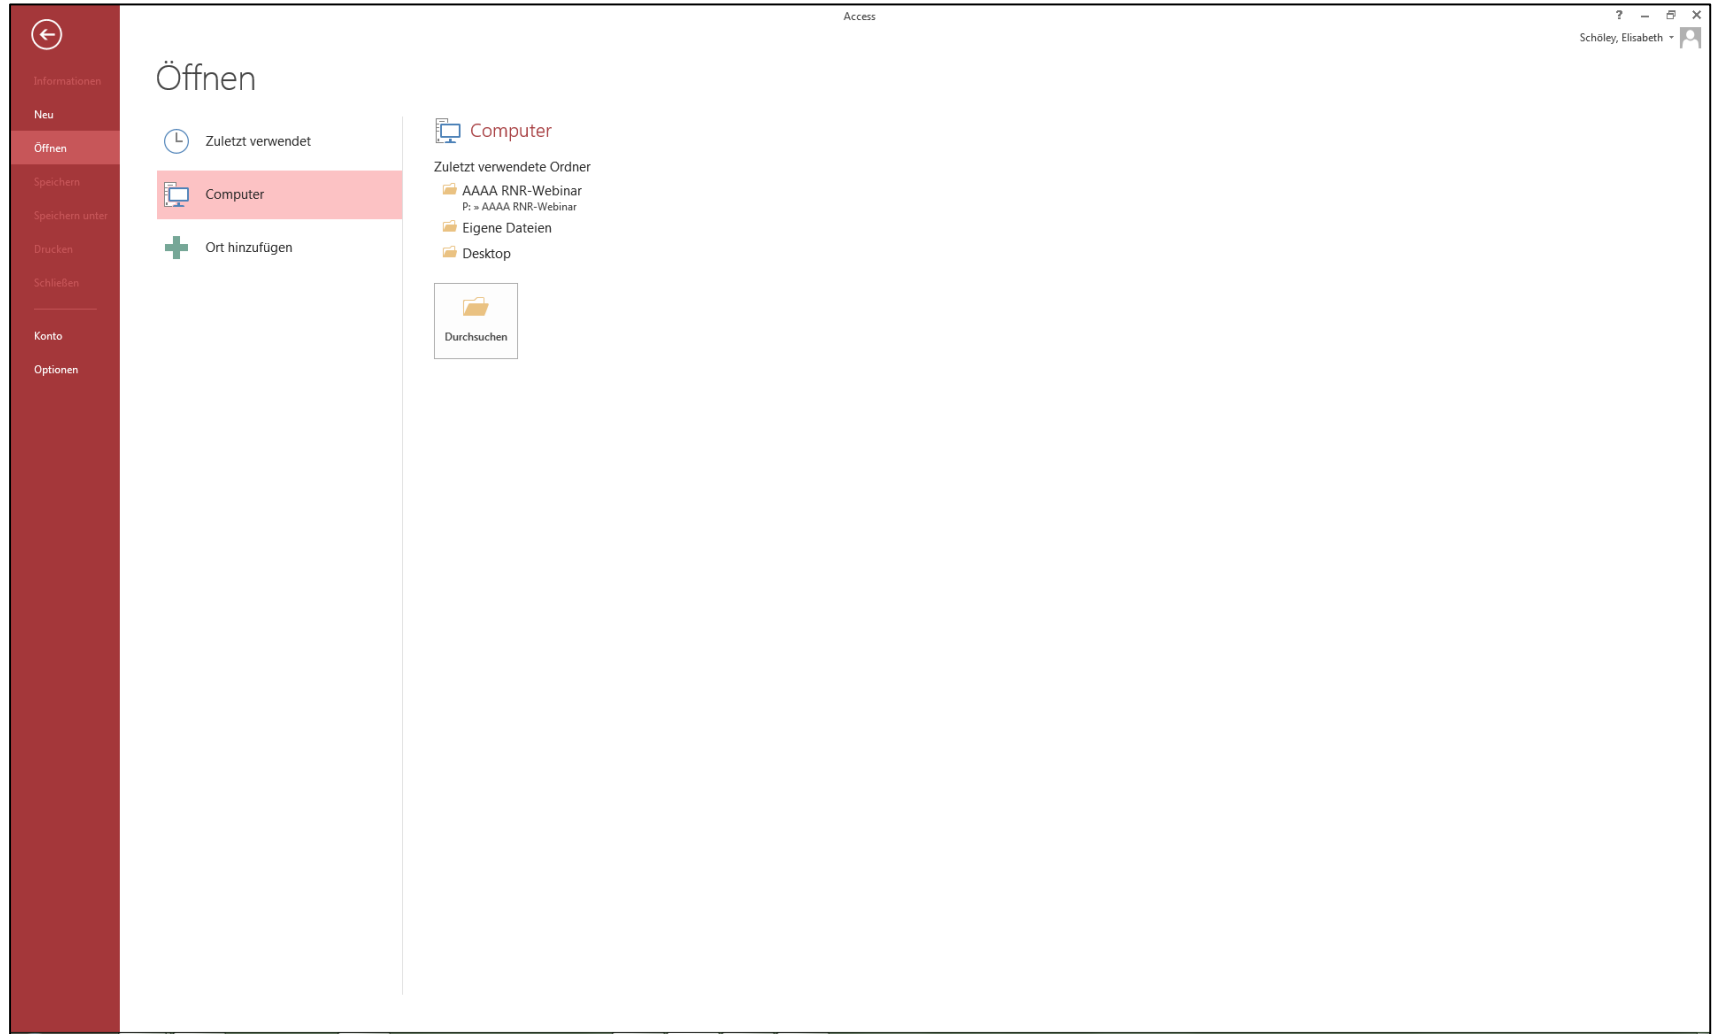 Access
?
Schöley, Elisabeth
Informationen
Neu
Öffnen
Speichern
Speichern unter
Drucken
Schließen
Konto
Optionen
Öffnen
Zuletzt verwendet
Computer
Ort hinzufügen
Computer
Zuletzt verwendete Ordner
AAAA RNR-Webinar
P: » AAAA RNR-Webinar
Eigene Dateien
Desktop
Durchsuchen